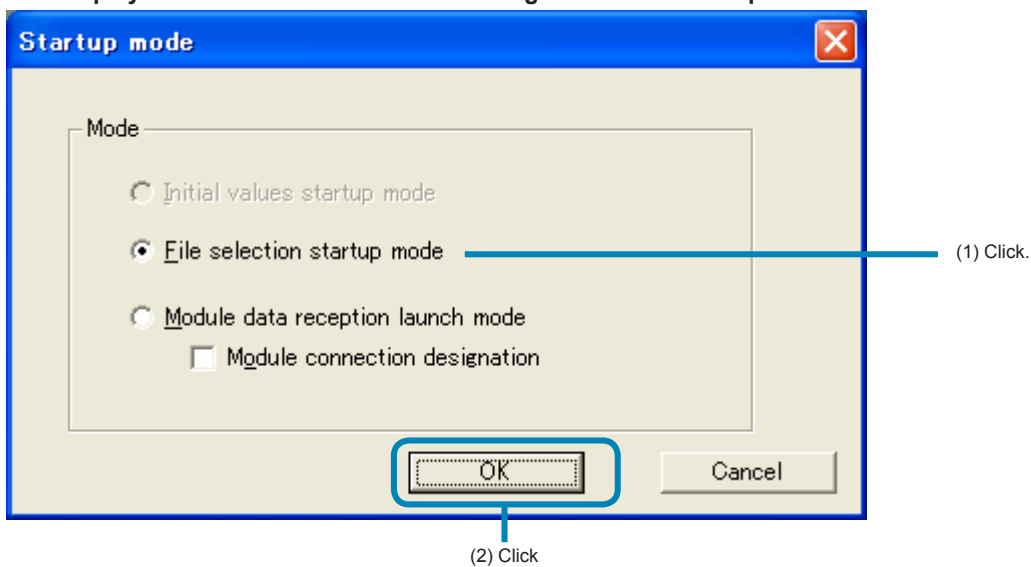 Startup mode
Mode
Initial values startup mode
File selection startup mode
(1) Click.
Module data reception launch mode
Module connection designation
OK
Cancel
(2) Click